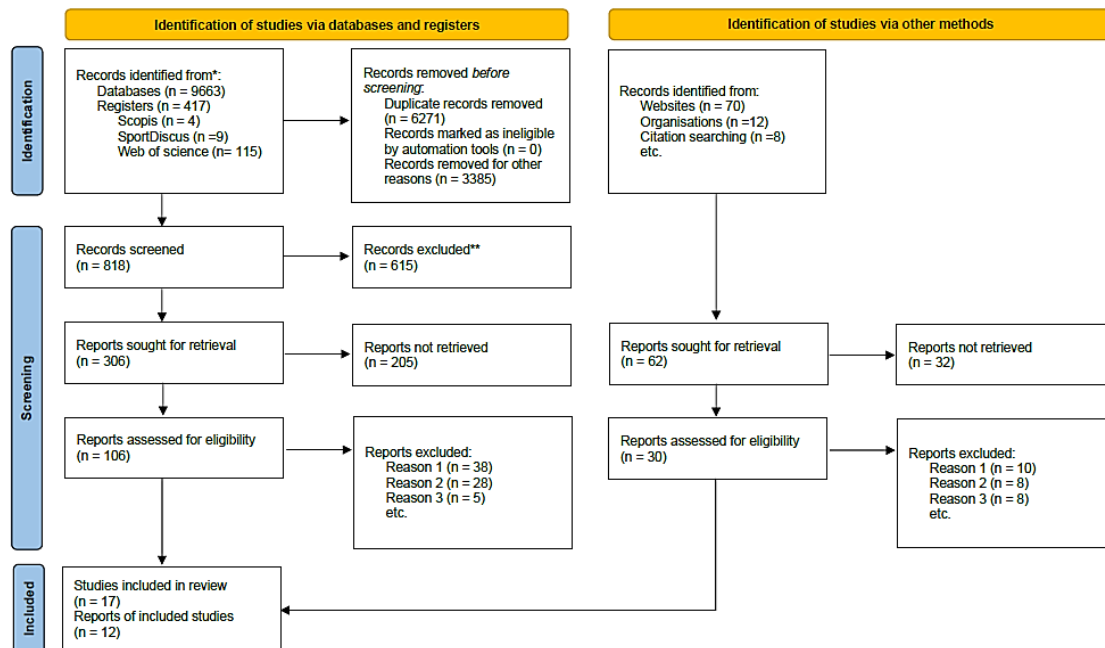 Identification of studies via databases and registers
Identification of studies via other methods
Identification
Records identified from*:
Databases (n = 9663)
Registers (n = 417)
Scopis (n = 4)
SportDiscus (n =9)
Web of science (n= 115)
Records removed before
screening:
Duplicate records removed
(n = 6271)
Records marked as ineligible
by automation tools (n = 0)
Records removed for other
reasons (n = 3385)
Records identified from:
Websites (n = 70)
Organisations (n =12)
Citation searching (n =8)
etc.
Screening
Records screened
(n = 818)
Records excluded**
(n = 615)
Reports sought for retrieval
(n = 306)
Reports not retrieved
(n = 205)
Reports sought for retrieval
(n = 62)
Reports not retrieved
(n = 32)
Reports assessed for eligibility
(n = 106)
Reports excluded:
Reason 1 (n = 38)
Reason 2 (n = 28)
Reason 3 (n = 5)
etc.
Reports assessed for eligibility
(n = 30)
Reports excluded:
Reason 1 (n = 10)
Reason 2 (n = 8)
Reason 3 (n = 8)
etc.
Included
Studies included in review
(n = 17)
Reports of included studies
(n = 12)